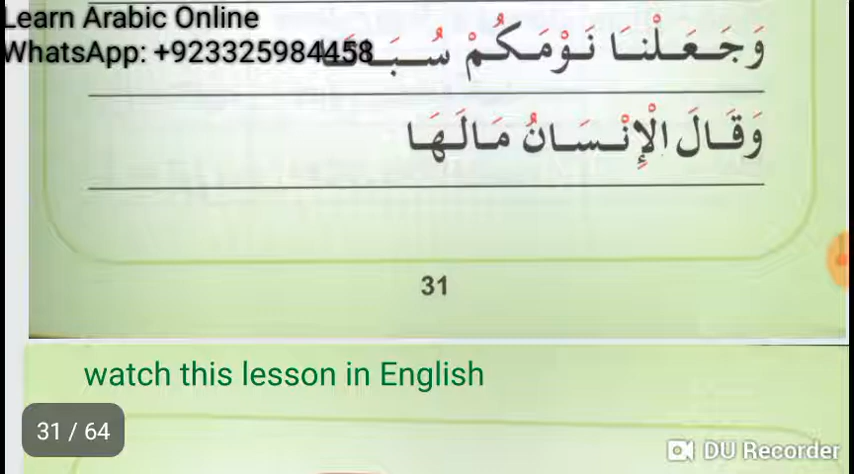 Learn Arabic Online
WhatsApp: +923325984458
وَجَعَلْنَا نَوْمَكُمْ
وَقَالَ الْإِنْسَانُ مَالَهَا
31
watch this lesson in English
31 / 64
DU Recorder